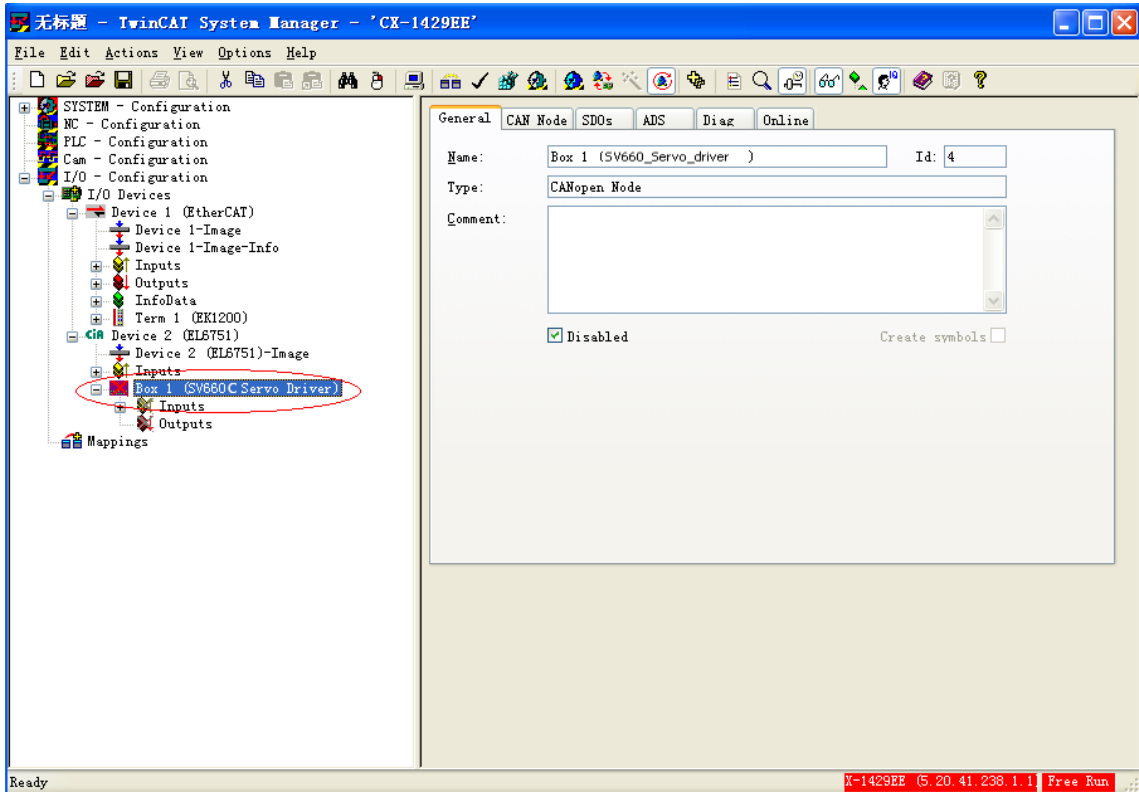 无标题 - TwinCAT System Manager - 'CX-1429EE'
File Edit Actions View Options Help
SYSTEM - Configuration
NC - Configuration
PLC - Configuration
Cam - Configuration
I/O - Configuration
I/O Devices
Device 1 (EtherCAT)
Device 1-Image
Device 1-Image-Info
Inputs
Outputs
InfoData
Term 1 (EK1200)
CiA Device 2 (EL6751)
Device 2 (EL6751)-Image
Inputs
Box 1 (SV660C Servo Driver)
Inputs
Outputs
Mappings
General CAN Node SDOs ADS Diag Online
Name: Box 1 (SV660_Servo_driver ) Id: 4
Type: CANopen Node
Comment:
Disabled Create symbols
Ready X-1429EE (5.20.41.238.1.1) Free Run